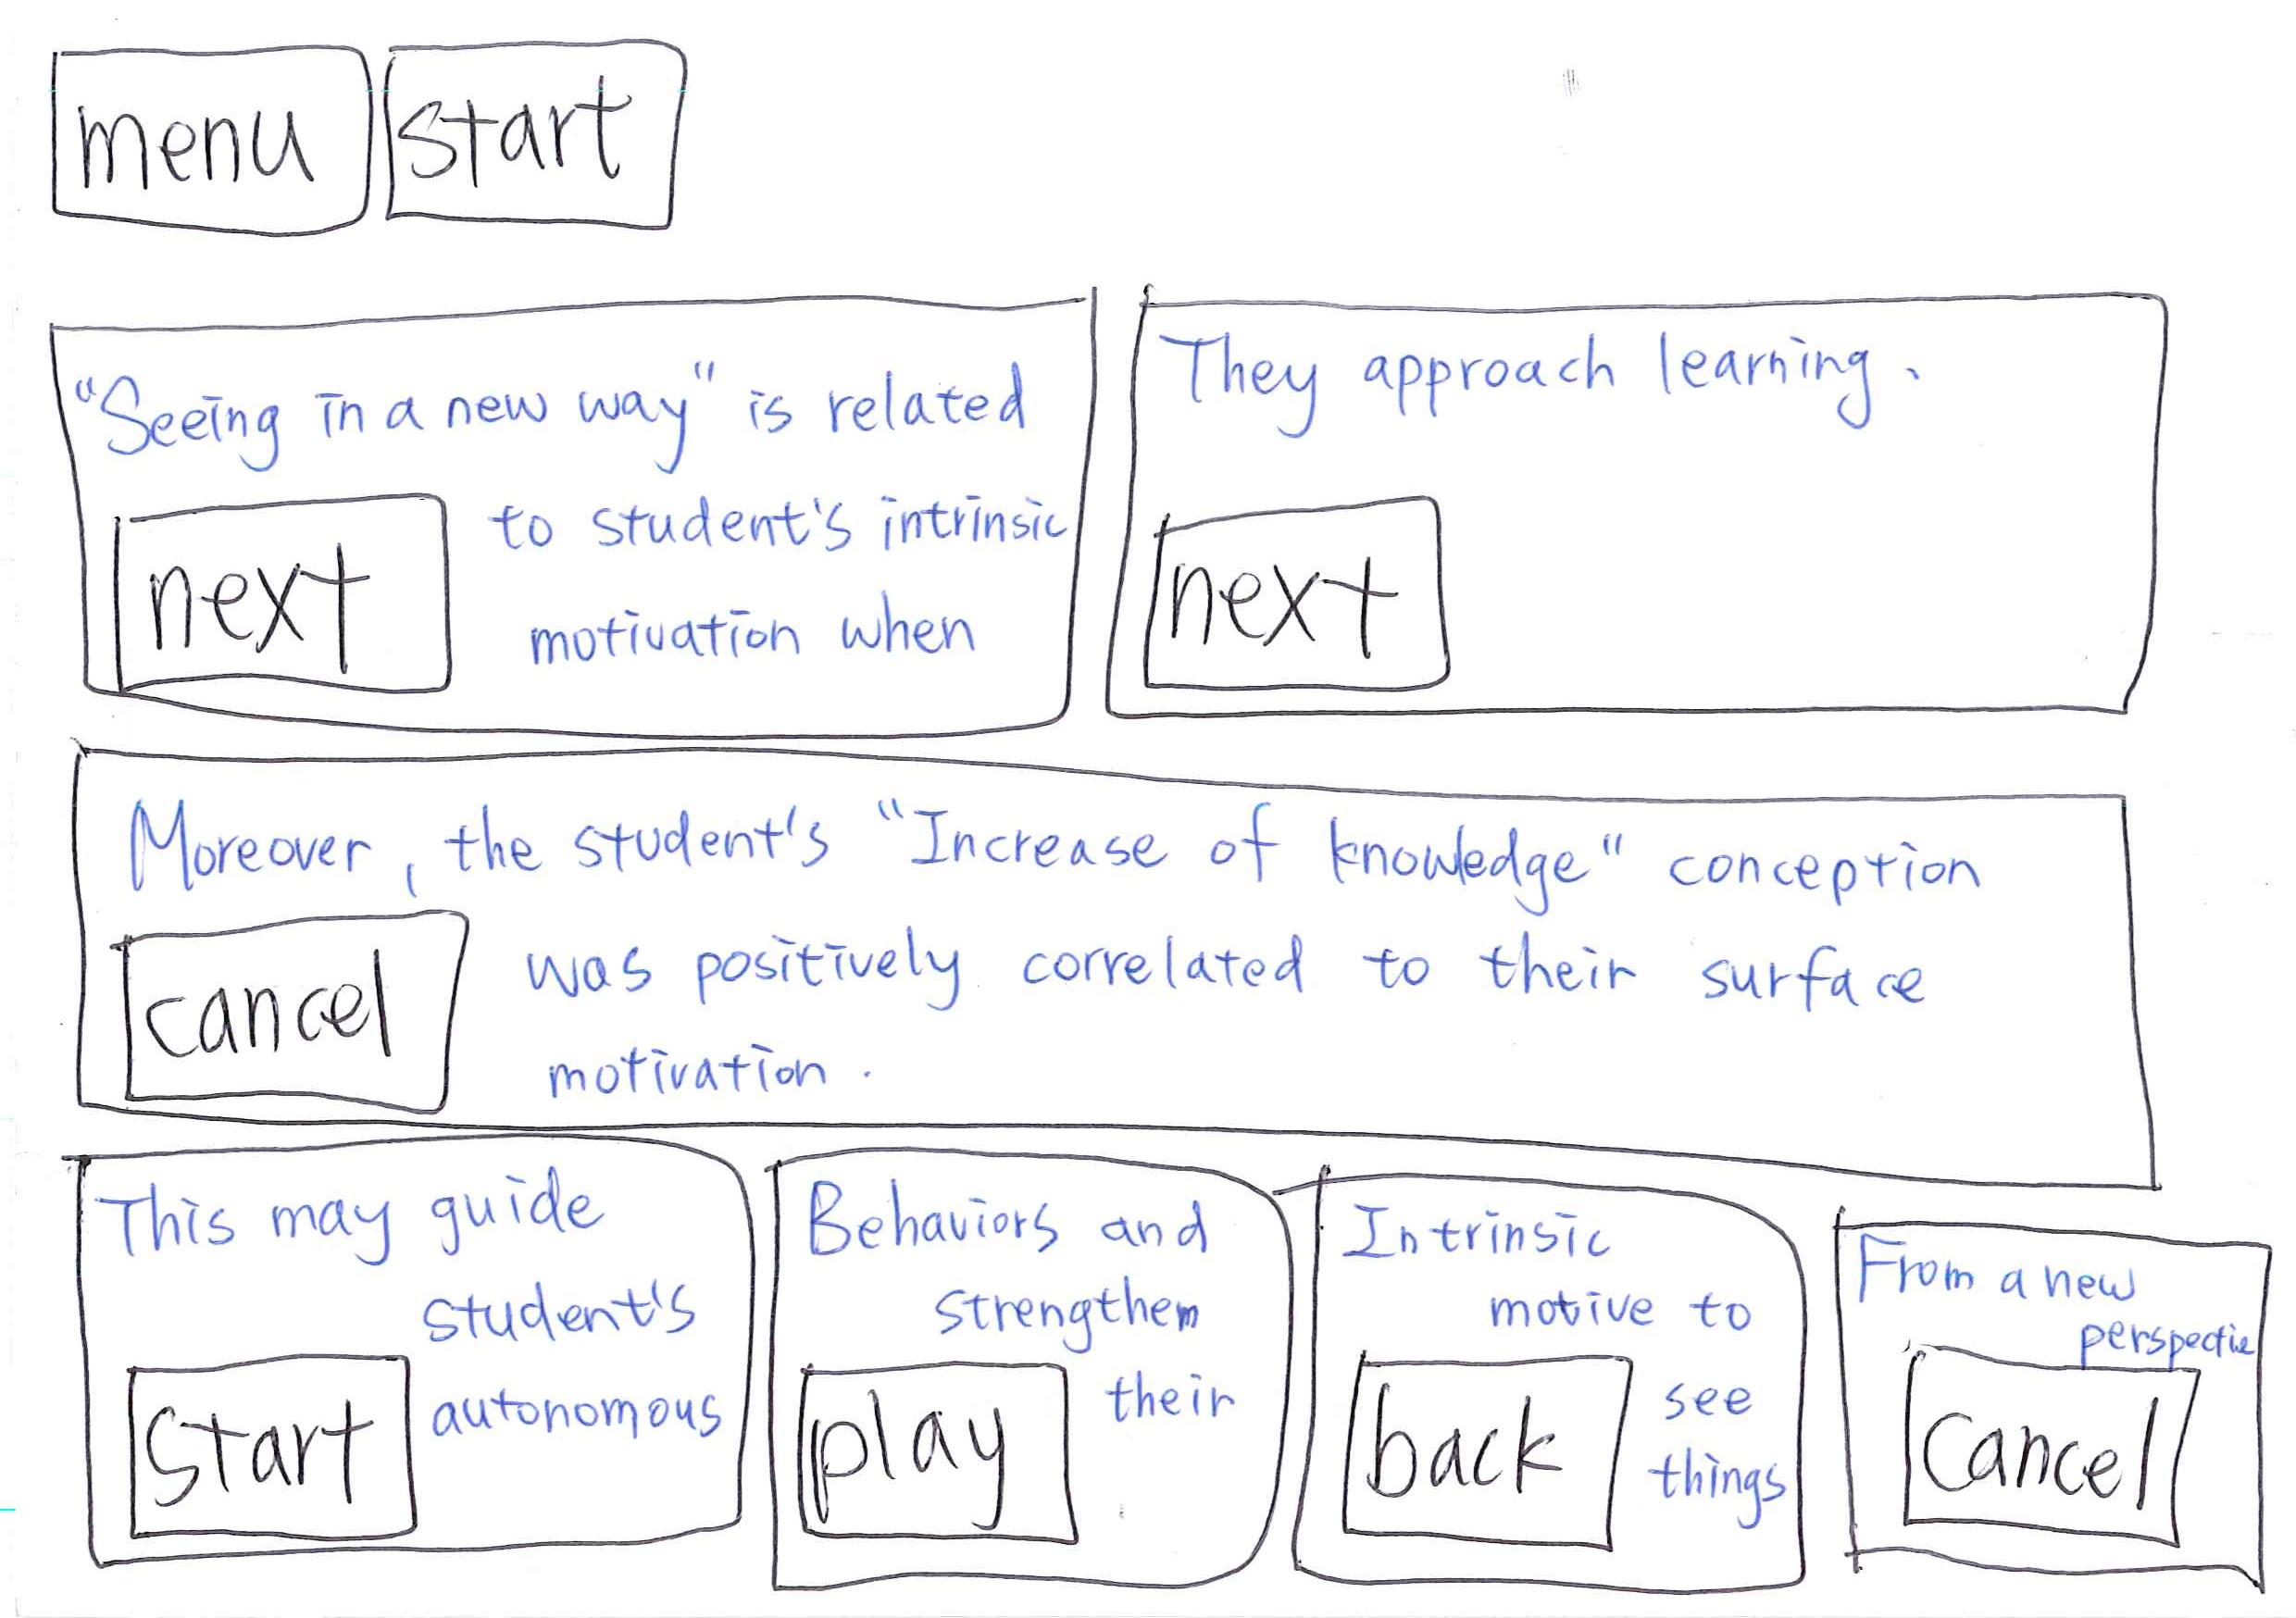 menu start
"Seeing in a new way" is related
to student's intrinsic
motivation when
next
They approach learning.
next
Moreover, the student's "Increase of knowledge" conception
was positively correlated to their surface
motivation.
cancel
This may guide
student's
autonomous
start
Behaviors and
strengthem
their
play
Intrinsic
motive to
see
things
back
From a new
perspectie
cancel